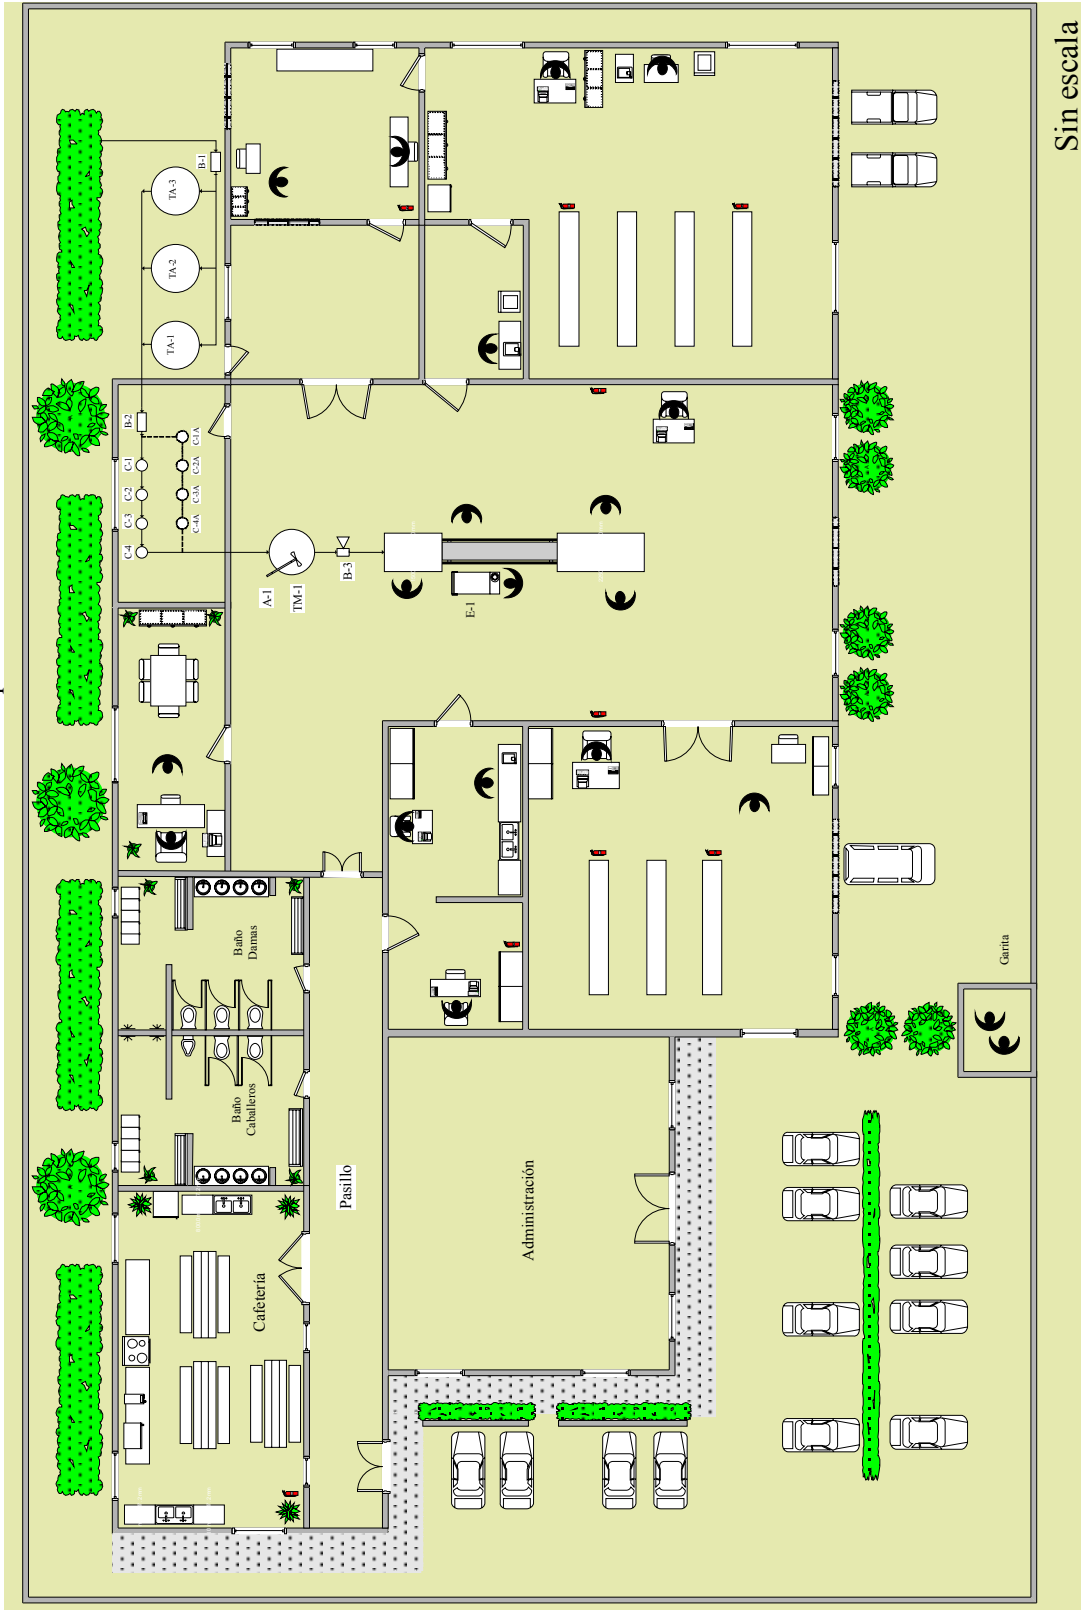 Sin escala
B-1
TA-3
TA-2
TA-1
B-2
C-1
C-2
C-3
C-4
C-1A
C-2A
C-3A
C-4A
A-1
TM-1
B-3
E-1
Baño
Damas
Baño
Caballeros
Pasillo
Cafetería
Administración
Garita